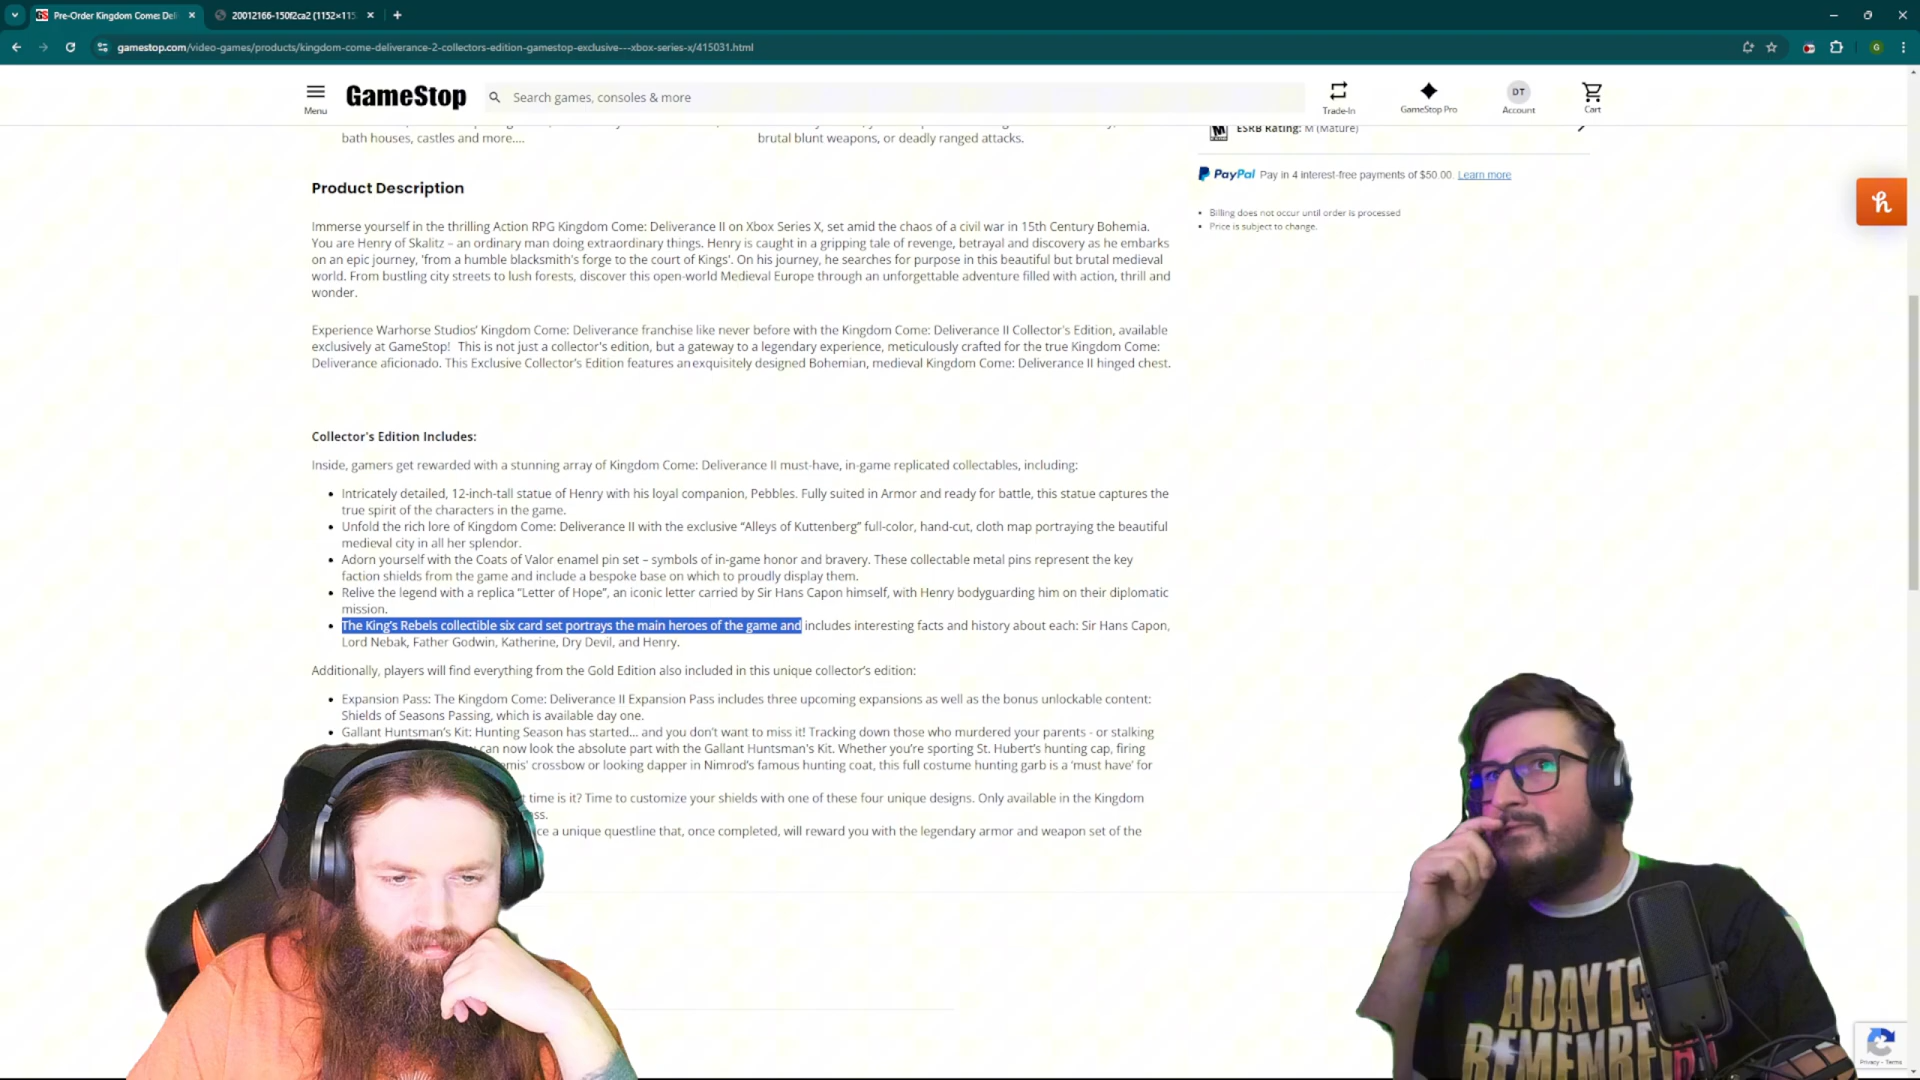 Pre-Order Kingdom Come: Deli
20012166-150f2ca2 (1152×115
gamestop.com/video-games/products/kingdom-come-deliverance-2-collectors-edition-gamestop-exclusive---xbox-series-x/415031.html
G
Menu
GameStop
Search games, consoles & more
Trade-In
GameStop Pro
DT
Account
Cart
bath houses, castles and more....
brutal blunt weapons, or deadly ranged attacks.
M
ESRB Rating: M (Mature)
PayPal Pay in 4 interest-free payments of $50.00. Learn more
• Billing does not occur until order is processed
• Price is subject to change.
h
Product Description
Immerse yourself in the thrilling Action RPG Kingdom Come: Deliverance II on Xbox Series X, set amid the chaos of a civil war in 15th Century Bohemia.
You are Henry of Skalitz – an ordinary man doing extraordinary things. Henry is caught in a gripping tale of revenge, betrayal and discovery as he embarks
on an epic journey, 'from a humble blacksmith's forge to the court of Kings'. On his journey, he searches for purpose in this beautiful but brutal medieval
world. From bustling city streets to lush forests, discover this open-world Medieval Europe through an unforgettable adventure filled with action, thrill and
wonder.
Experience Warhorse Studios' Kingdom Come: Deliverance franchise like never before with the Kingdom Come: Deliverance II Collector's Edition, available
exclusively at GameStop! This is not just a collector's edition, but a gateway to a legendary experience, meticulously crafted for the true Kingdom Come:
Deliverance aficionado. This Exclusive Collector's Edition features an exquisitely designed Bohemian, medieval Kingdom Come: Deliverance II hinged chest.
Collector's Edition Includes:
Inside, gamers get rewarded with a stunning array of Kingdom Come: Deliverance II must-have, in-game replicated collectables, including:
• Intricately detailed, 12-inch-tall statue of Henry with his loyal companion, Pebbles. Fully suited in Armor and ready for battle, this statue captures the
true spirit of the characters in the game.
• Unfold the rich lore of Kingdom Come: Deliverance II with the exclusive “Alleys of Kuttenberg” full-color, hand-cut, cloth map portraying the beautiful
medieval city in all her splendor.
• Adorn yourself with the Coats of Valor enamel pin set – symbols of in-game honor and bravery. These collectable metal pins represent the key
faction shields from the game and include a bespoke base on which to proudly display them.
• Relive the legend with a replica “Letter of Hope”, an iconic letter carried by Sir Hans Capon himself, with Henry bodyguarding him on their diplomatic
mission.
• The King's Rebels collectible six card set portrays the main heroes of the game and includes interesting facts and history about each: Sir Hans Capon,
Lord Nebak, Father Godwin, Katherine, Dry Devil, and Henry.
Additionally, players will find everything from the Gold Edition also included in this unique collector's edition:
• Expansion Pass: The Kingdom Come: Deliverance II Expansion Pass includes three upcoming expansions as well as the bonus unlockable content:
Shields of Seasons Passing, which is available day one.
• Gallant Huntsman's Kit: Hunting Season has started... and you don't want to miss it! Tracking down those who murdered your parents - or stalking
can now look the absolute part with the Gallant Huntsman's Kit. Whether you're sporting St. Hubert's hunting cap, firing
crossbow or looking dapper in Nimrod's famous hunting coat, this full costume hunting garb is a 'must have' for
time is it? Time to customize your shields with one of these four unique designs. Only available in the Kingdom
a unique questline that, once completed, will reward you with the legendary armor and weapon set of the
A DAY TO
REMEMBER
Privacy - Terms